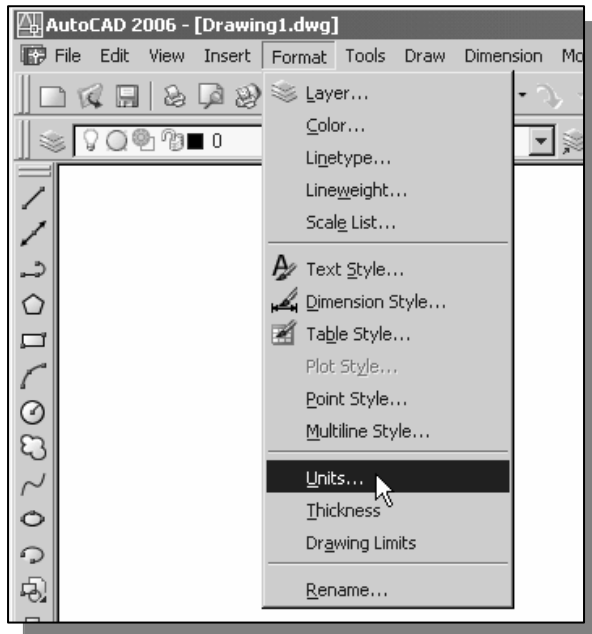 AutoCAD 2006 - [Drawing1.dwg]
File Edit View Insert Format Tools Draw Dimension
0
Layer...
Color...
Linetype...
Lineweight...
Scale List...
Text Style...
Dimension Style...
Table Style...
Plot Style...
Point Style...
Multiline Style...
Units...
Thickness
Drawing Limits
Rename...